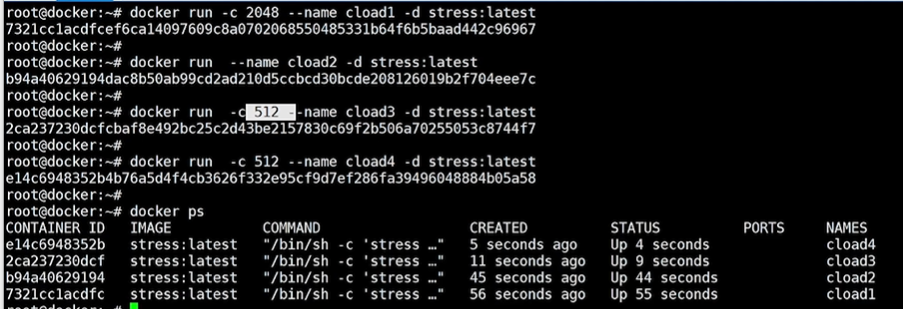 root@docker:~# docker run -c 2048 --name cload1 -d stress:latest
7321cc1acdfcef6ca14097609c8a0702068550485331b64f6b5baad442c96967
root@docker:~#
root@docker:~# docker run  --name cload2 -d stress:latest
b94a40629194dac8b50ab99cd2ad210d5ccbcd30bcde208126019b2f704eee7c
root@docker:~#
root@docker:~# docker run  -c 512 --name cload3 -d stress:latest
2ca237230dcfcbaf8e492bc25c2d43be2157830c69f2b506a70255053c8744f7
root@docker:~#
root@docker:~# docker run  -c 512 --name cload4 -d stress:latest
e14c6948352b4b76a5d4f4cb3626f332e95cf9d7ef286fa39496048884b05a58
root@docker:~#
root@docker:~# docker ps
CONTAINER ID   IMAGE   COMMAND   CREATED   STATUS   PORTS   NAMES
e14c6948352b   stress:latest   "/bin/sh -c 'stress …"   5 seconds ago   Up 4 seconds   cload4
2ca237230dcf   stress:latest   "/bin/sh -c 'stress …"   11 seconds ago   Up 9 seconds   cload3
b94a40629194   stress:latest   "/bin/sh -c 'stress …"   45 seconds ago   Up 44 seconds   cload2
7321cc1acdfc   stress:latest   "/bin/sh -c 'stress …"   56 seconds ago   Up 55 seconds   cload1
root@docker:~#